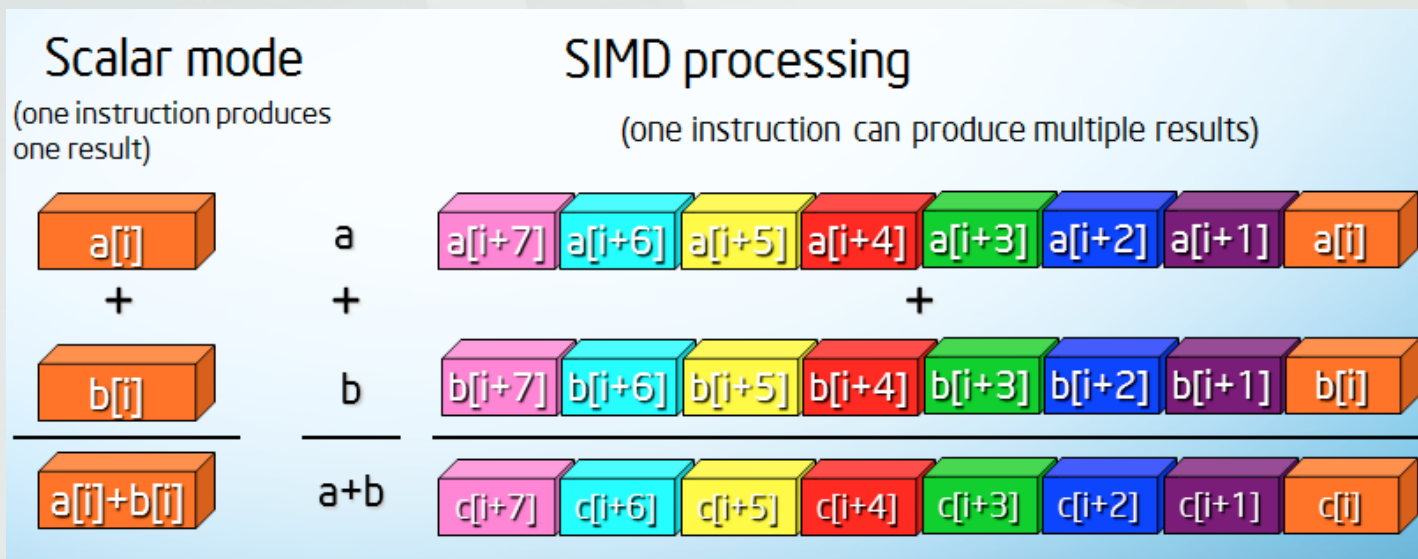 Scalar mode
(one instruction produces
one result)
SIMD processing
(one instruction can produce multiple results)
a[i]
a
a[i+7] a[i+6] a[i+5] a[i+4] a[i+3] a[i+2] a[i+1] a[i]
+
+
+
b[i]
b
b[i+7] b[i+6] b[i+5] b[i+4] b[i+3] b[i+2] b[i+1] b[i]
a[i]+b[i]
a+b
c[i+7] c[i+6] c[i+5] c[i+4] c[i+3] c[i+2] c[i+1] c[i]